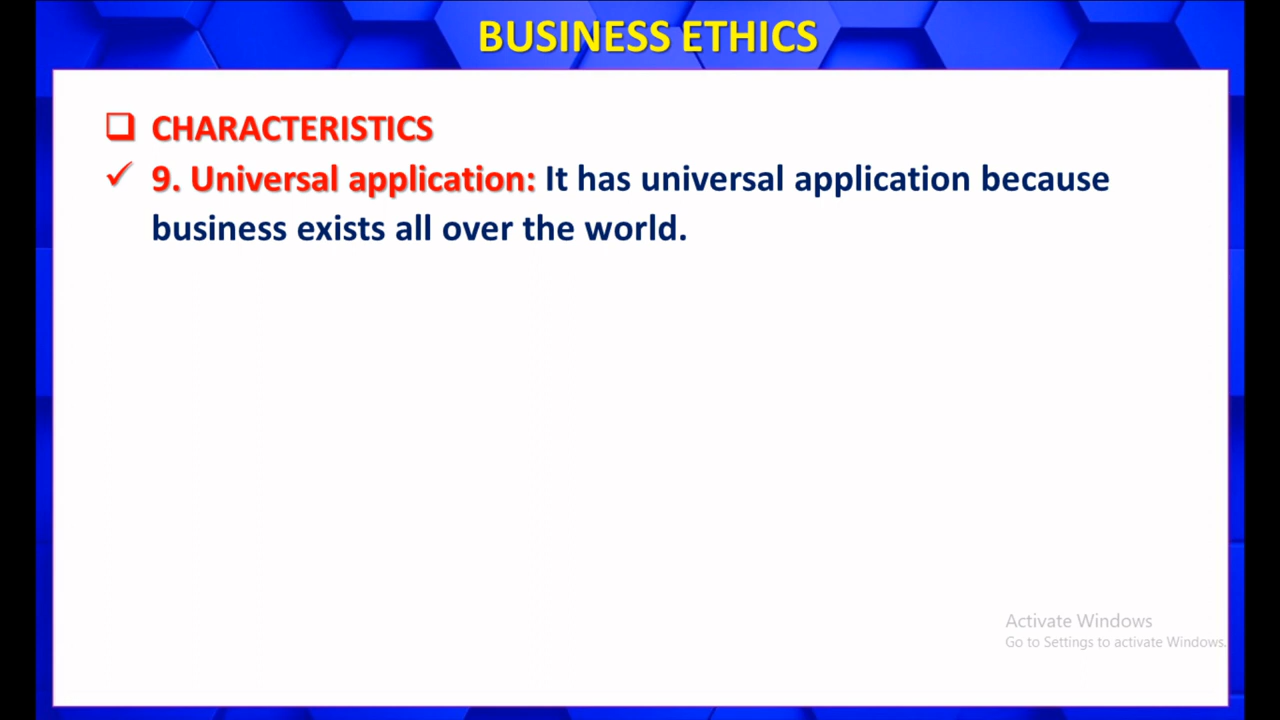 BUSINESS ETHICS
❑ CHARACTERISTICS
✓ 9. Universal application: It has universal application because
business exists all over the world.
Activate Windows
Go to Settings to activate Windows.